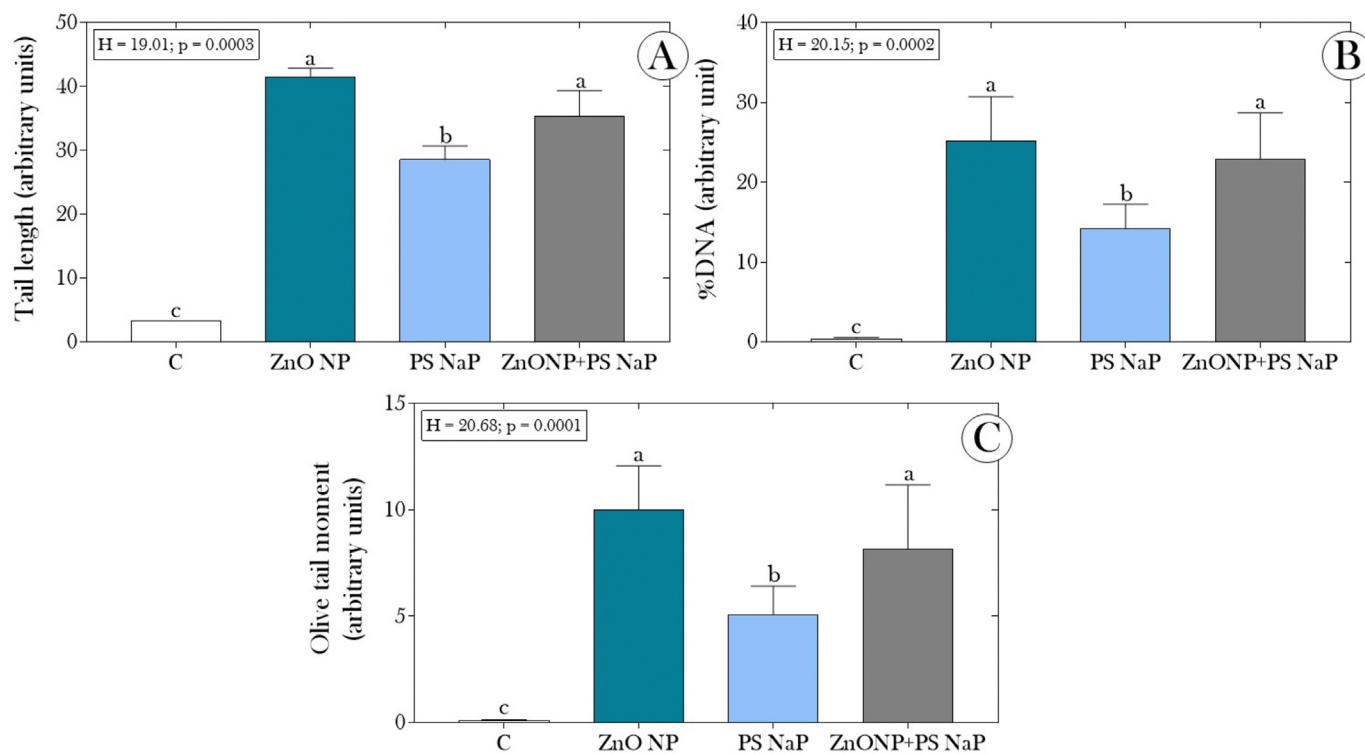 50
40
30
20
10
0
Tail length (arbitrary units)
H = 19.01; p = 0.0003
A
c
a
b
a
C
ZnO NP
PS NaP
ZnONP+PS NaP
40
30
20
10
0
%DNA (arbitrary unit)
H = 20.15; p = 0.0002
B
c
a
b
a
C
ZnO NP
PS NaP
ZnONP+PS NaP
15
10
5
0
Olive tail moment
(arbitrary units)
H = 20.68; p = 0.0001
C
c
a
b
a
C
ZnO NP
PS NaP
ZnONP+PS NaP